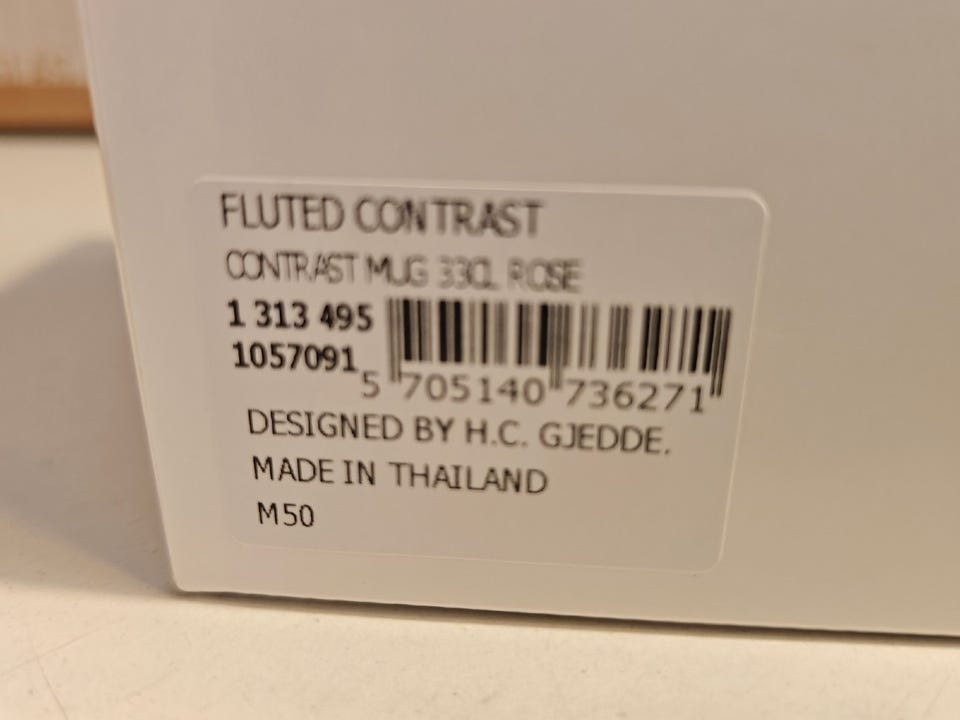 FLUTED CONTRAST
CONTRAST MUG 33CL ROSE
1 313 495
1057091
5 705140 736271
DESIGNED BY H.C. GJEDDE.
MADE IN THAILAND
M50